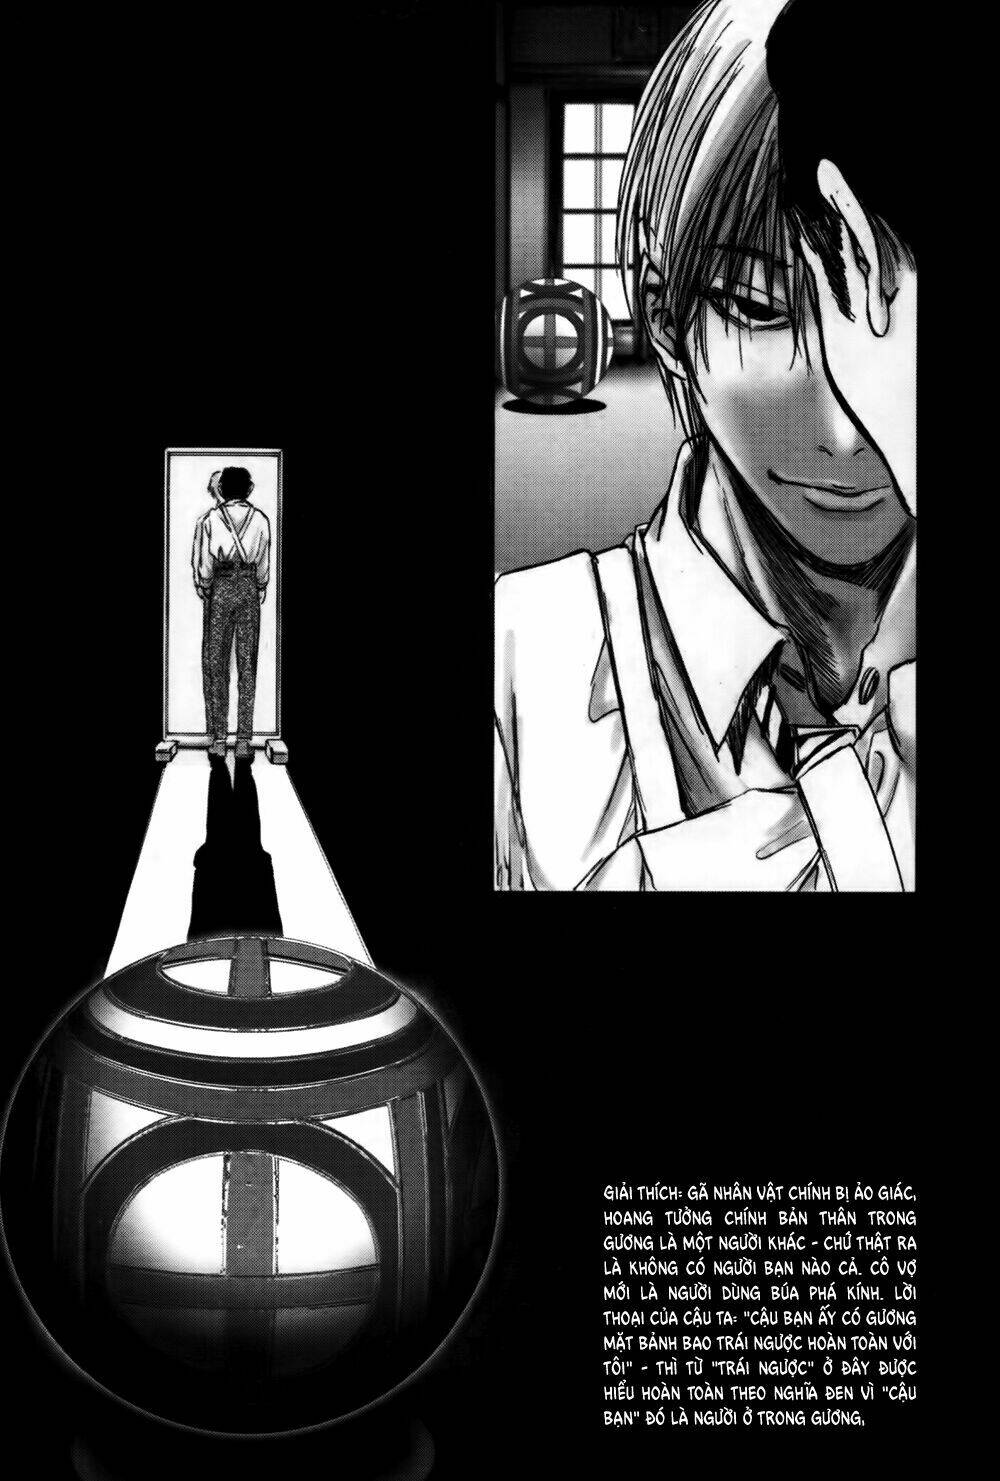 GIẢI THÍCH: GÃ NHÂN VẬT CHÍNH BỊ ẢO GIÁC,
HOANG TƯỞNG CHÍNH BẢN THÂN TRONG
GƯƠNG LÀ MỘT NGƯỜI KHÁC - CHỨ THẬT RA
LÀ KHÔNG CÓ NGƯỜI BẠN NÀO CẢ. CÔ VỢ
MỚI LÀ NGƯỜI DÙNG BÚA PHÁ KÍNH. LỜI
THOẠI CỦA CẬU TA: "CẬU BẠN ẤY CÓ GƯƠNG
MẶT BẢNH BAO TRÁI NGƯỢC HOÀN TOÀN VỚI
TÔI" - THÌ TỪ "TRÁI NGƯỢC" Ở ĐÂY ĐƯỢC
HIỂU HOÀN TOÀN THEO NGHĨA ĐEN VÌ "CẬU
BẠN" ĐÓ LÀ NGƯỜI Ở TRONG GƯƠNG.